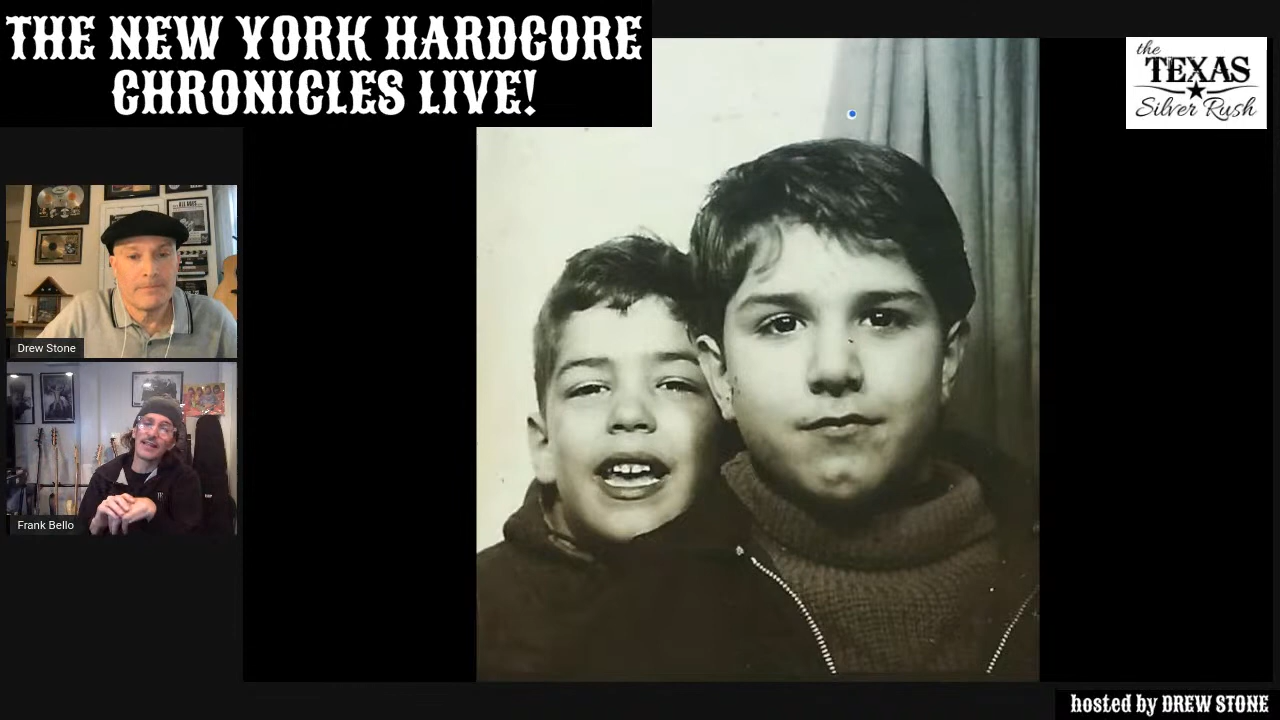 THE NEW YORK HARDCORE
CHRONICLES LIVE!
the
TEXAS
Silver Rush
Drew Stone
Frank Bello
hosted by DREW STONE